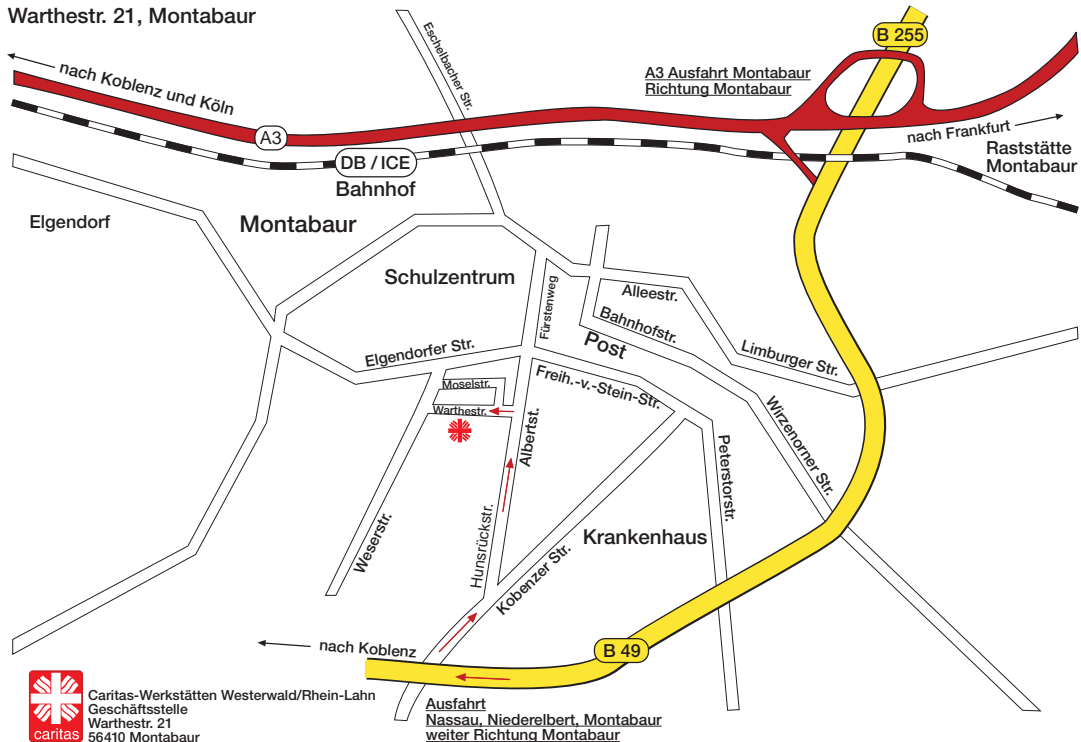 Warthestr. 21, Montabaur
B 255
Eschelbacher Str.
nach Koblenz und Köln
A3 Ausfahrt Montabaur
Richtung Montabaur
A3
nach Frankfurt
DB / ICE
Bahnhof
Raststätte
Montabaur
Elgendorf
Montabaur
Schulzentrum
Fürstenweg
Alleestr.
Bahnhofstr.
Post
Limburger Str.
Elgendorfer Str.
Freih.-v.-Stein-Str.
Moselstr.
Warthestr.
Albertst.
Wirzenorner Str.
Peterstorstr.
Weserstr.
Hunsrückstr.
Kobenzer Str.
Krankenhaus
nach Koblenz
B 49
caritas
Caritas-Werkstätten Westerwald/Rhein-Lahn
Geschäftsstelle
Warthestr. 21
56410 Montabaur
Ausfahrt
Nassau, Niederelbert, Montabaur
weiter Richtung Montabaur